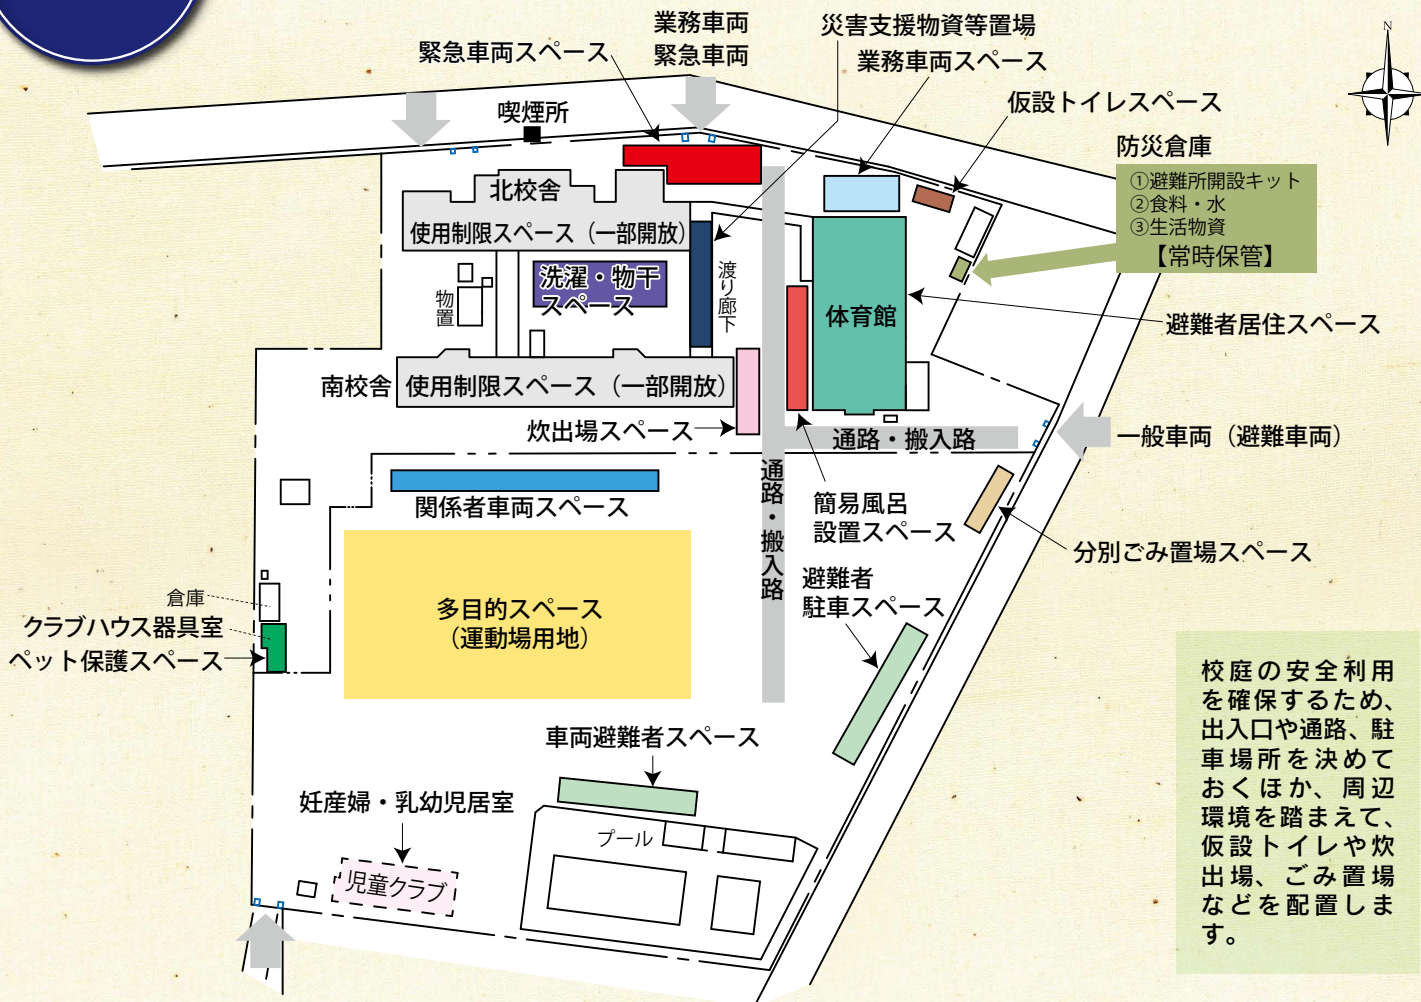 業務車両
緊急車両
災害支援物資等置場
緊急車両スペース
業務車両スペース
喫煙所
仮設トイレスペース
N
防災倉庫
①避難所開設キット
②食料・水
③生活物資
【常時保管】
北校舎
使用制限スペース（一部開放）
洗濯・物干
スペース
物置
渡り廊下
体育館
避難者居住スペース
南校舎
使用制限スペース（一部開放）
炊出場スペース
通路・搬入路
一般車両（避難車両）
通路・搬入路
関係者車両スペース
簡易風呂
設置スペース
分別ごみ置場スペース
多目的スペース
（運動場用地）
避難者
駐車スペース
倉庫
クラブハウス器具室
ペット保護スペース
車両避難者スペース
妊産婦・乳幼児居室
児童クラブ
プール
校庭の安全利用
を確保するため、
出入口や通路、駐
車場所を決めて
おくほか、周辺
環境を踏まえて、
仮設トイレや炊
出場、ごみ置場
などを配置しま
す。